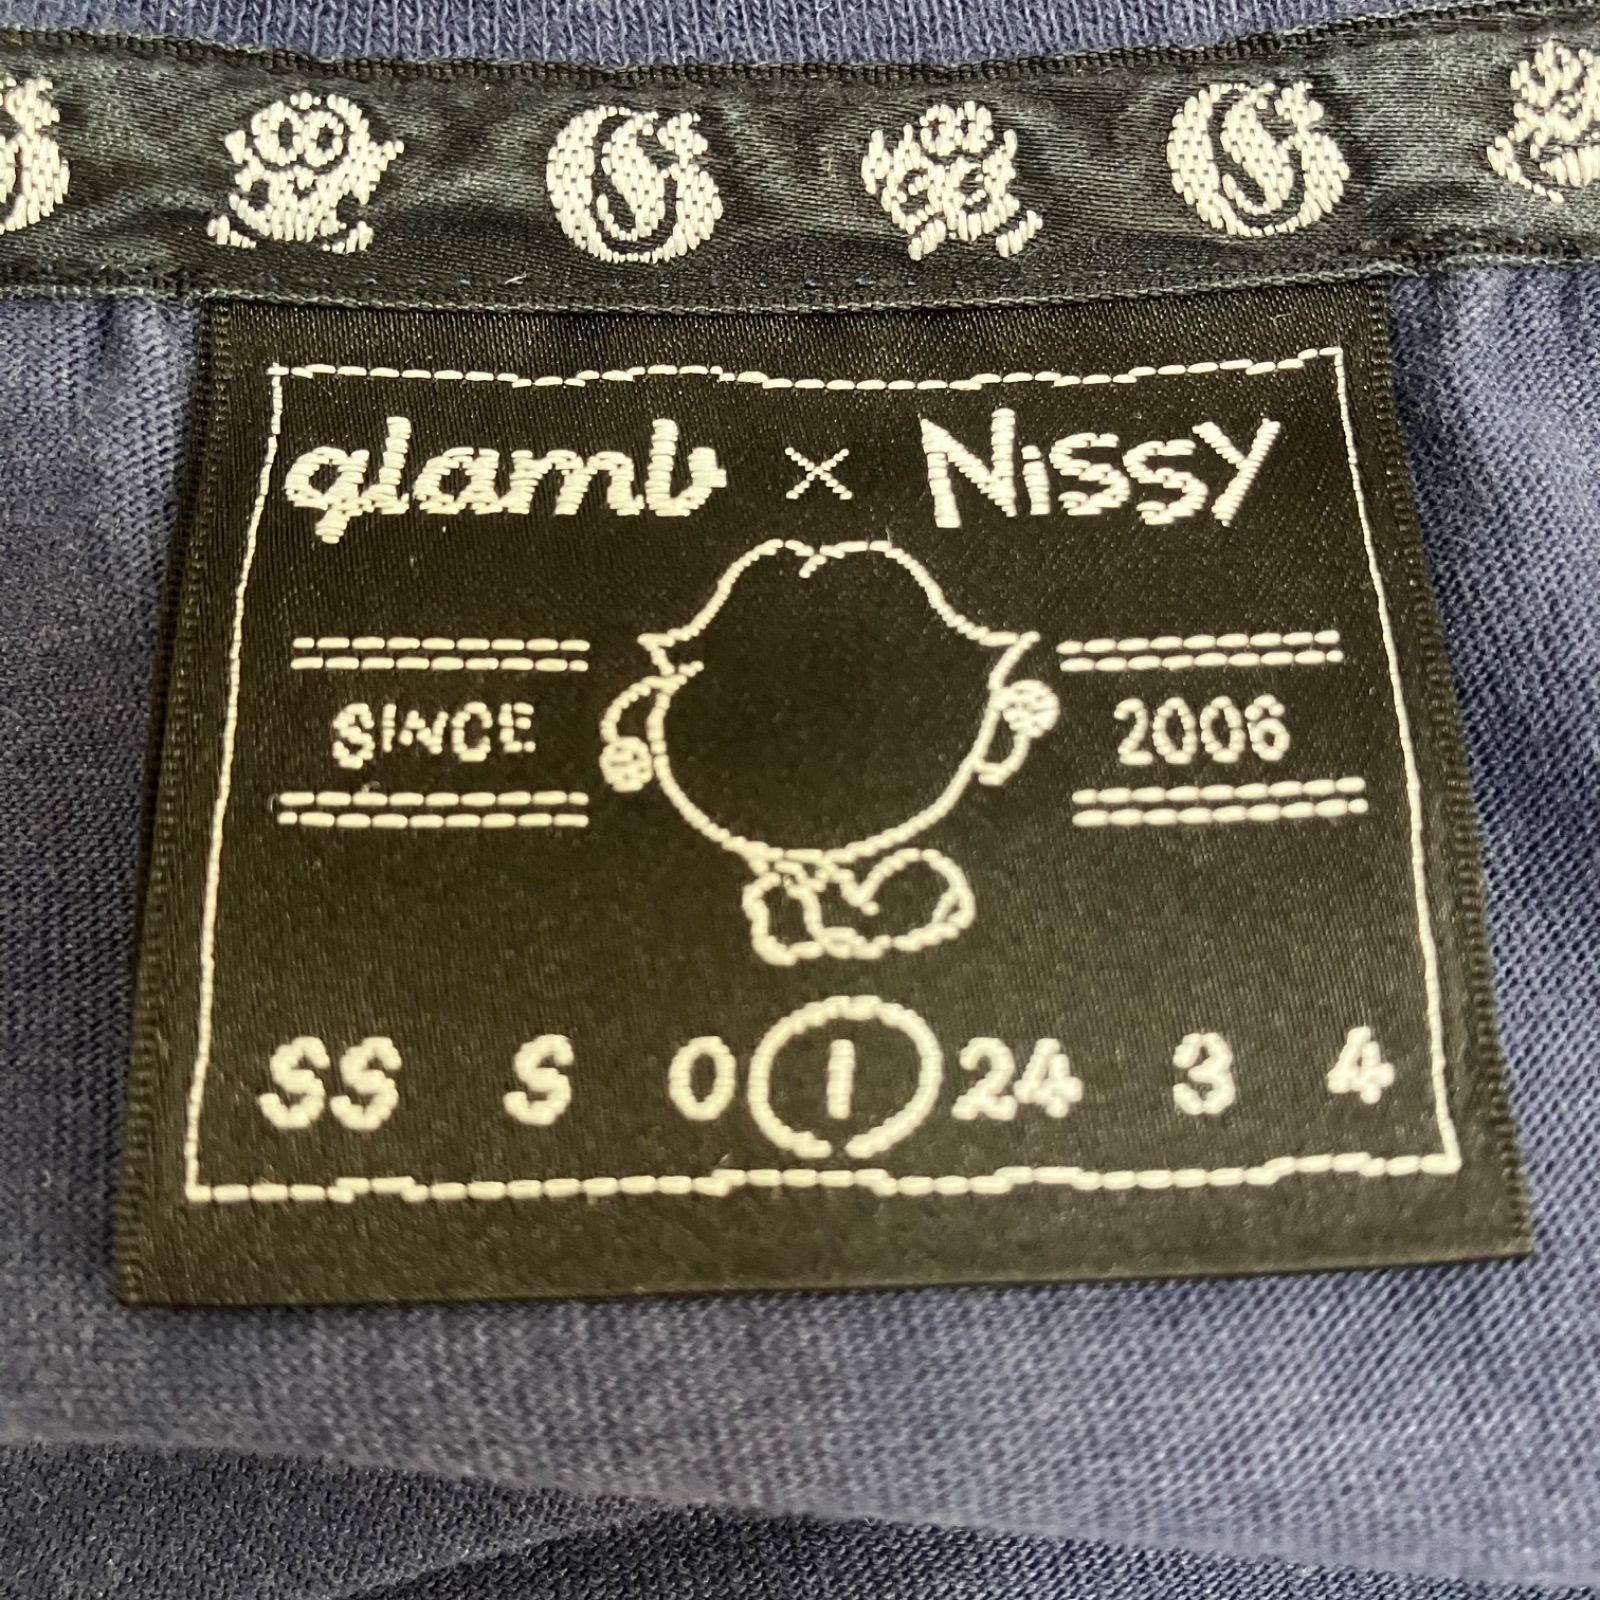 glamb × NiSSY
SINCE 2006
SS S 0 1 24 3 4